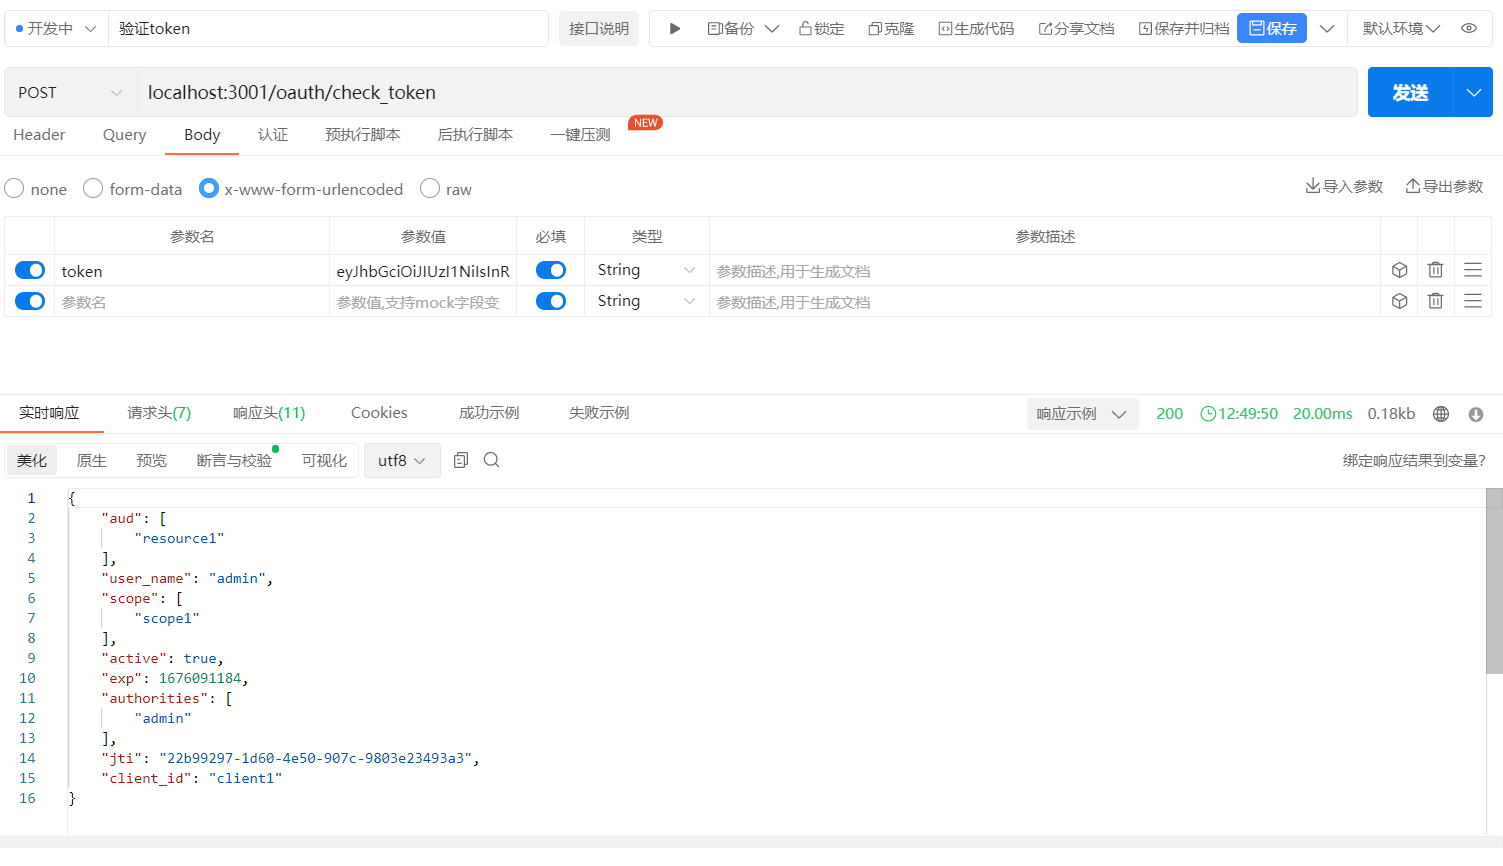 开发中 验证token 接口说明 备份 锁定 克隆 生成代码 分享文档 保存并归档 保存 默认环境
POST localhost:3001/oauth/check_token 发送
Header Query Body 认证 预执行脚本 后执行脚本 一键压测 NEW
none form-data x-www-form-urlencoded raw 导入参数 导出参数
参数名 参数值 必填 类型 参数描述
token eyJhbGciOiJIUzI1NiIsInR String 参数描述,用于生成文档
参数名 参数值,支持mock字段变 String 参数描述,用于生成文档
实时响应 请求头(7) 响应头(11) Cookies 成功示例 失败示例 响应示例 200 12:49:50 20.00ms 0.18kb
美化 原生 预览 断言与校验 可视化 utf8 绑定响应结果到变量?
1 {
2 "aud": [
3 "resource1"
4 ],
5 "user_name": "admin",
6 "scope": [
7 "scope1"
8 ],
9 "active": true,
10 "exp": 1676091184,
11 "authorities": [
12 "admin"
13 ],
14 "jti": "22b99297-1d60-4e50-907c-9803e23493a3",
15 "client_id": "client1"
16 }